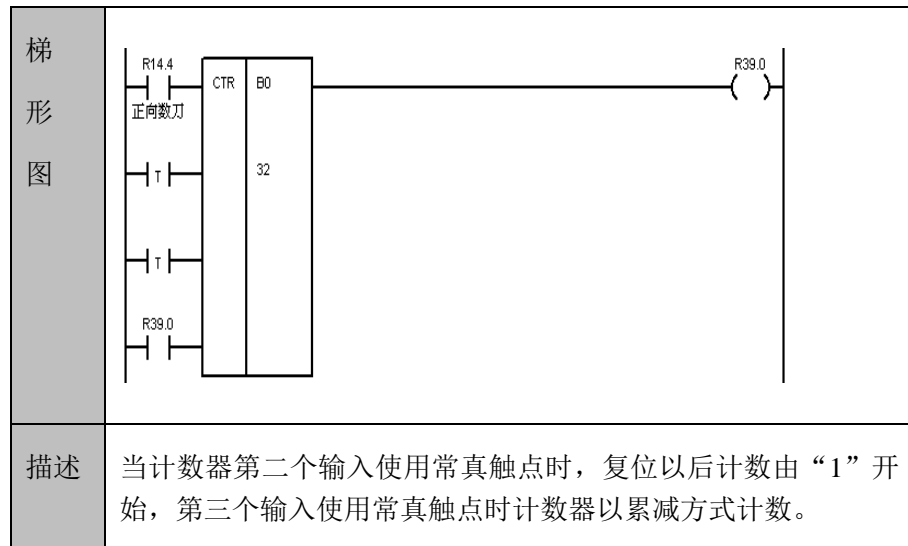 梯
形
图
R14.4
CTR B0
R39.0
正向数刀
T
32
T
R39.0
描述
当计数器第二个输入使用常真触点时，复位以后计数由“1”开
始，第三个输入使用常真触点时计数器以累减方式计数。